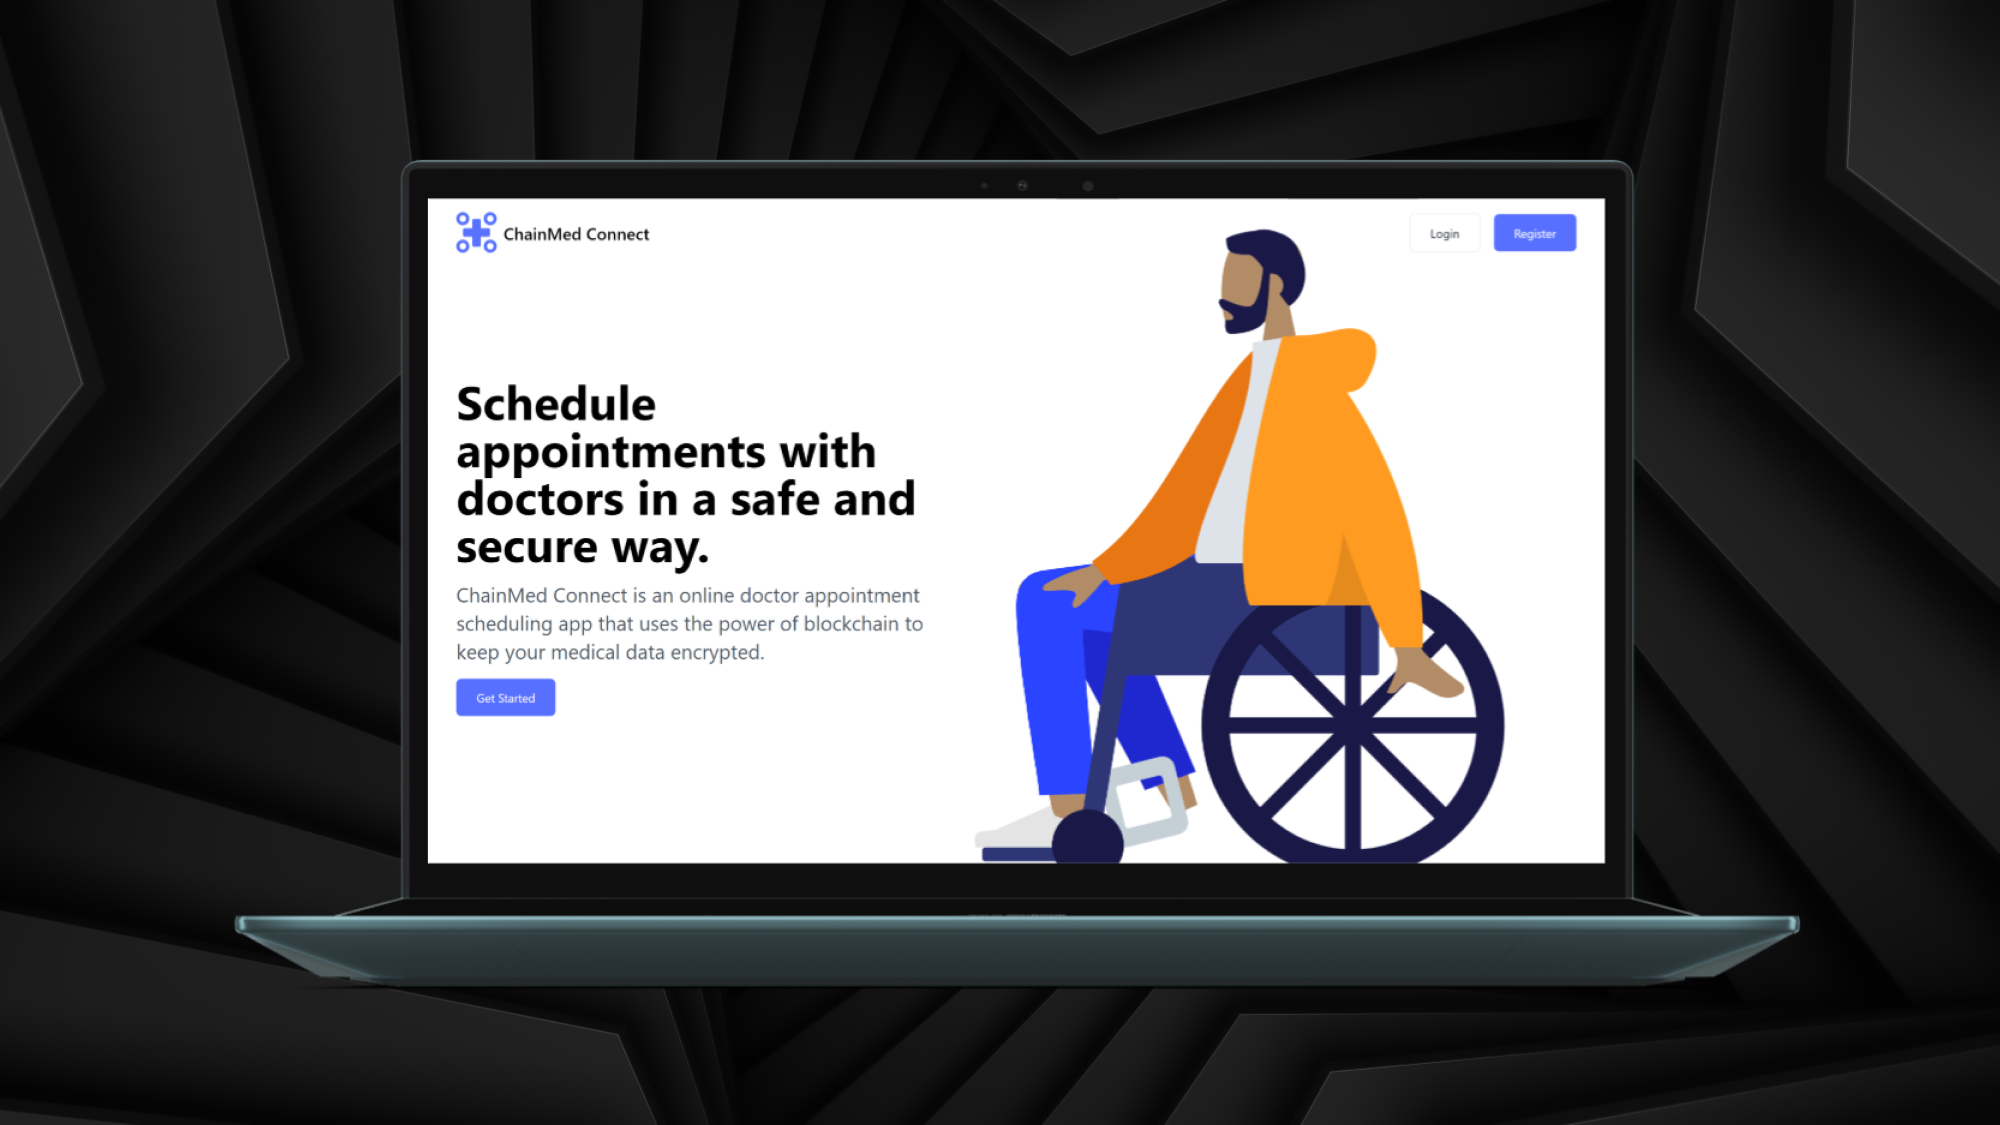 ChainMed Connect
Login
Register
Schedule
appointments with
doctors in a safe and
secure way.
ChainMed Connect is an online doctor appointment
scheduling app that uses the power of blockchain to
keep your medical data encrypted.
Get Started